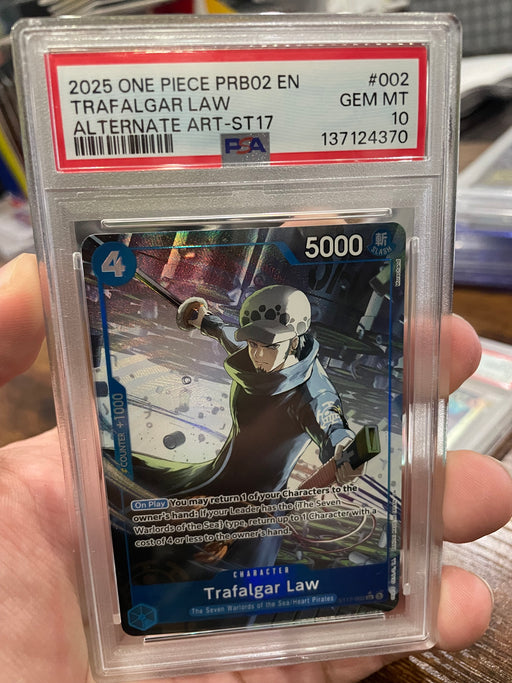 2025 ONE PIECE PRB02 EN #002
TRAFALGAR LAW GEM MT
ALTERNATE ART-ST17 10
PSA 137124370
4
5000
斬
SLASH
COUNTER +1000
On Play You may return 1 of your Characters to the
owner's hand: If your Leader has the {The Seven
Warlords of the Sea} type, return up to 1 Character with a
cost of 4 or less to the owner's hand.
CHARACTER
Trafalgar Law
The Seven Warlords of the Sea/Heart Pirates